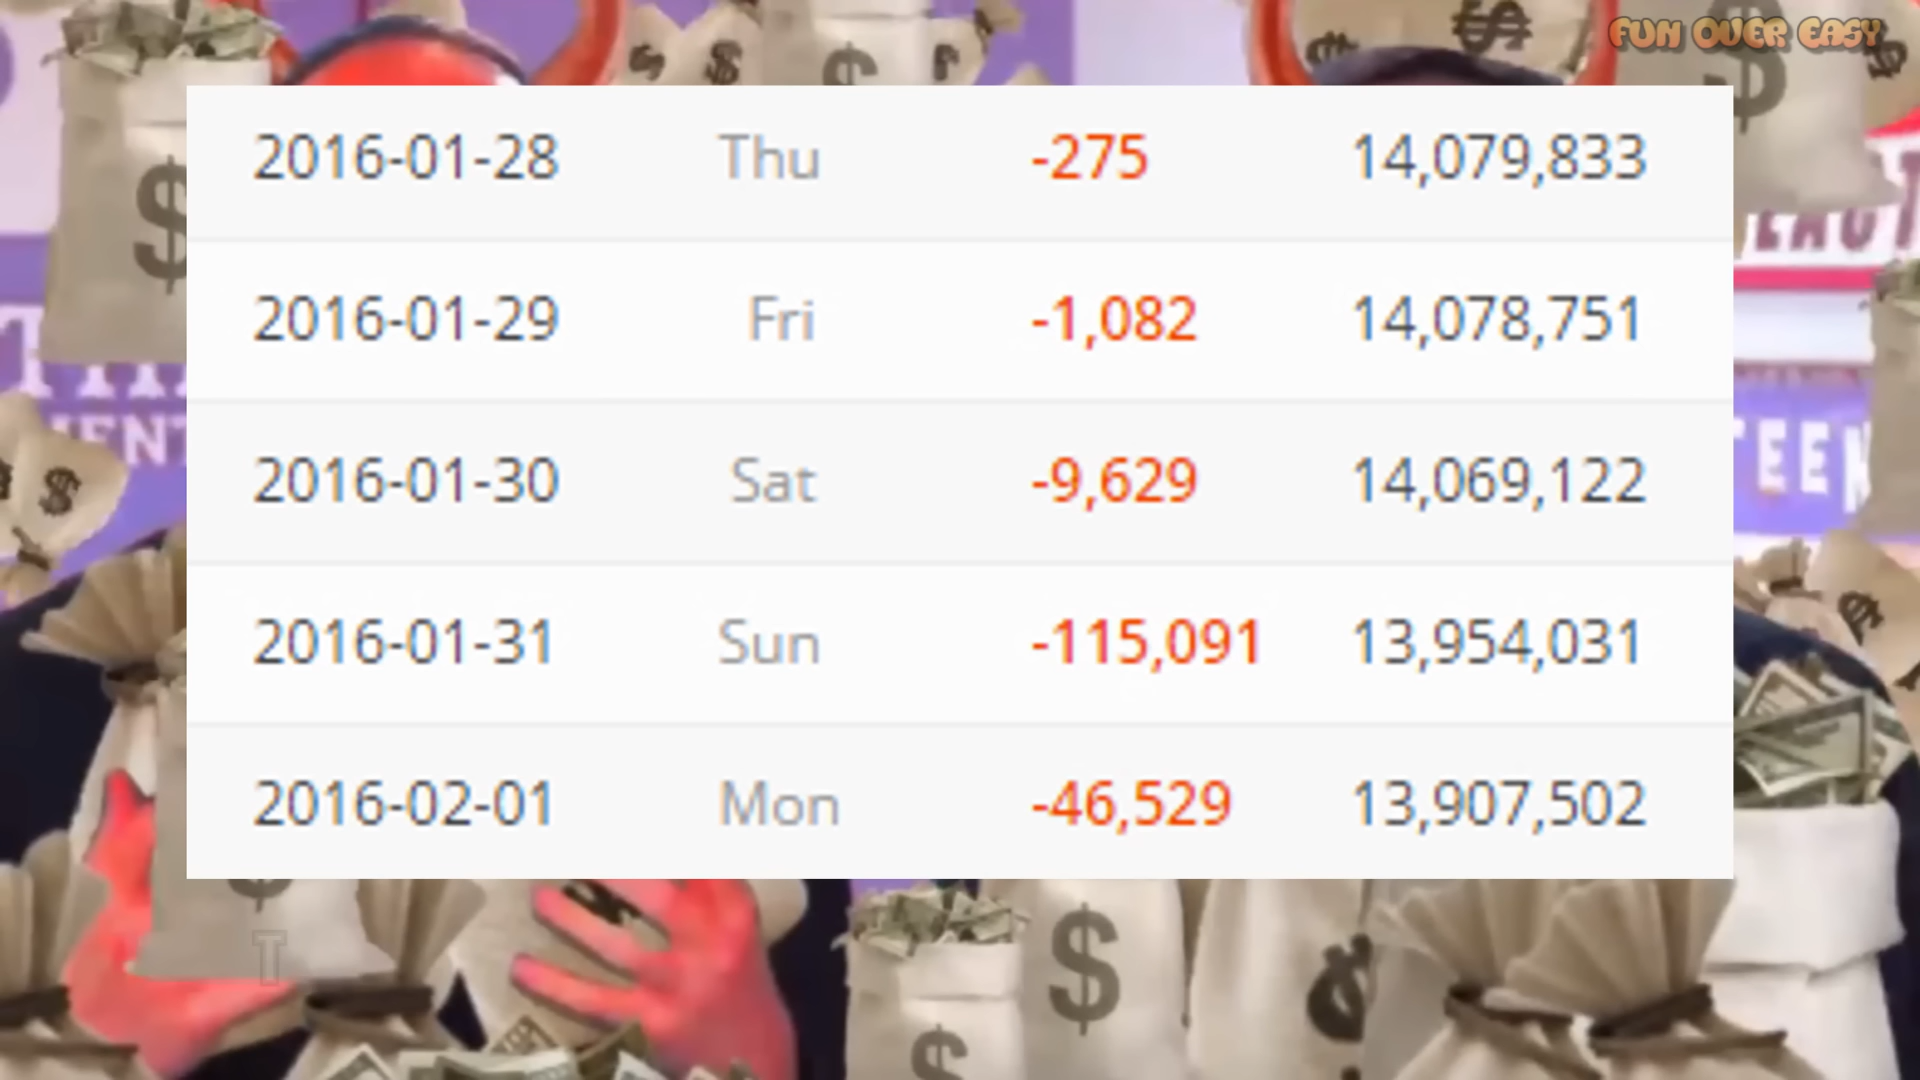 FUN OVER EASY
2016-01-28 Thu -275 14,079,833
2016-01-29 Fri -1,082 14,078,751
2016-01-30 Sat -9,629 14,069,122
2016-01-31 Sun -115,091 13,954,031
2016-02-01 Mon -46,529 13,907,502